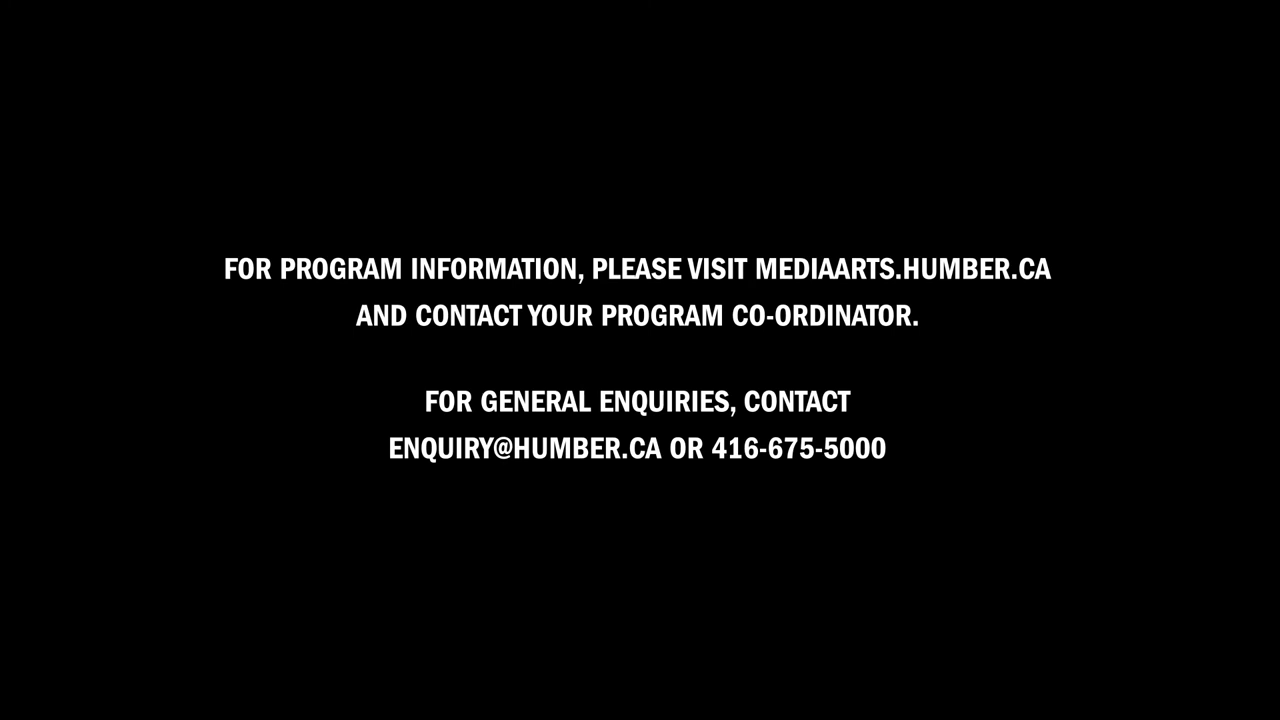 FOR PROGRAM INFORMATION, PLEASE VISIT MEDIAARTS.HUMBER.CA
AND CONTACT YOUR PROGRAM CO-ORDINATOR.
FOR GENERAL ENQUIRIES, CONTACT
ENQUIRY@HUMBER.CA OR 416-675-5000